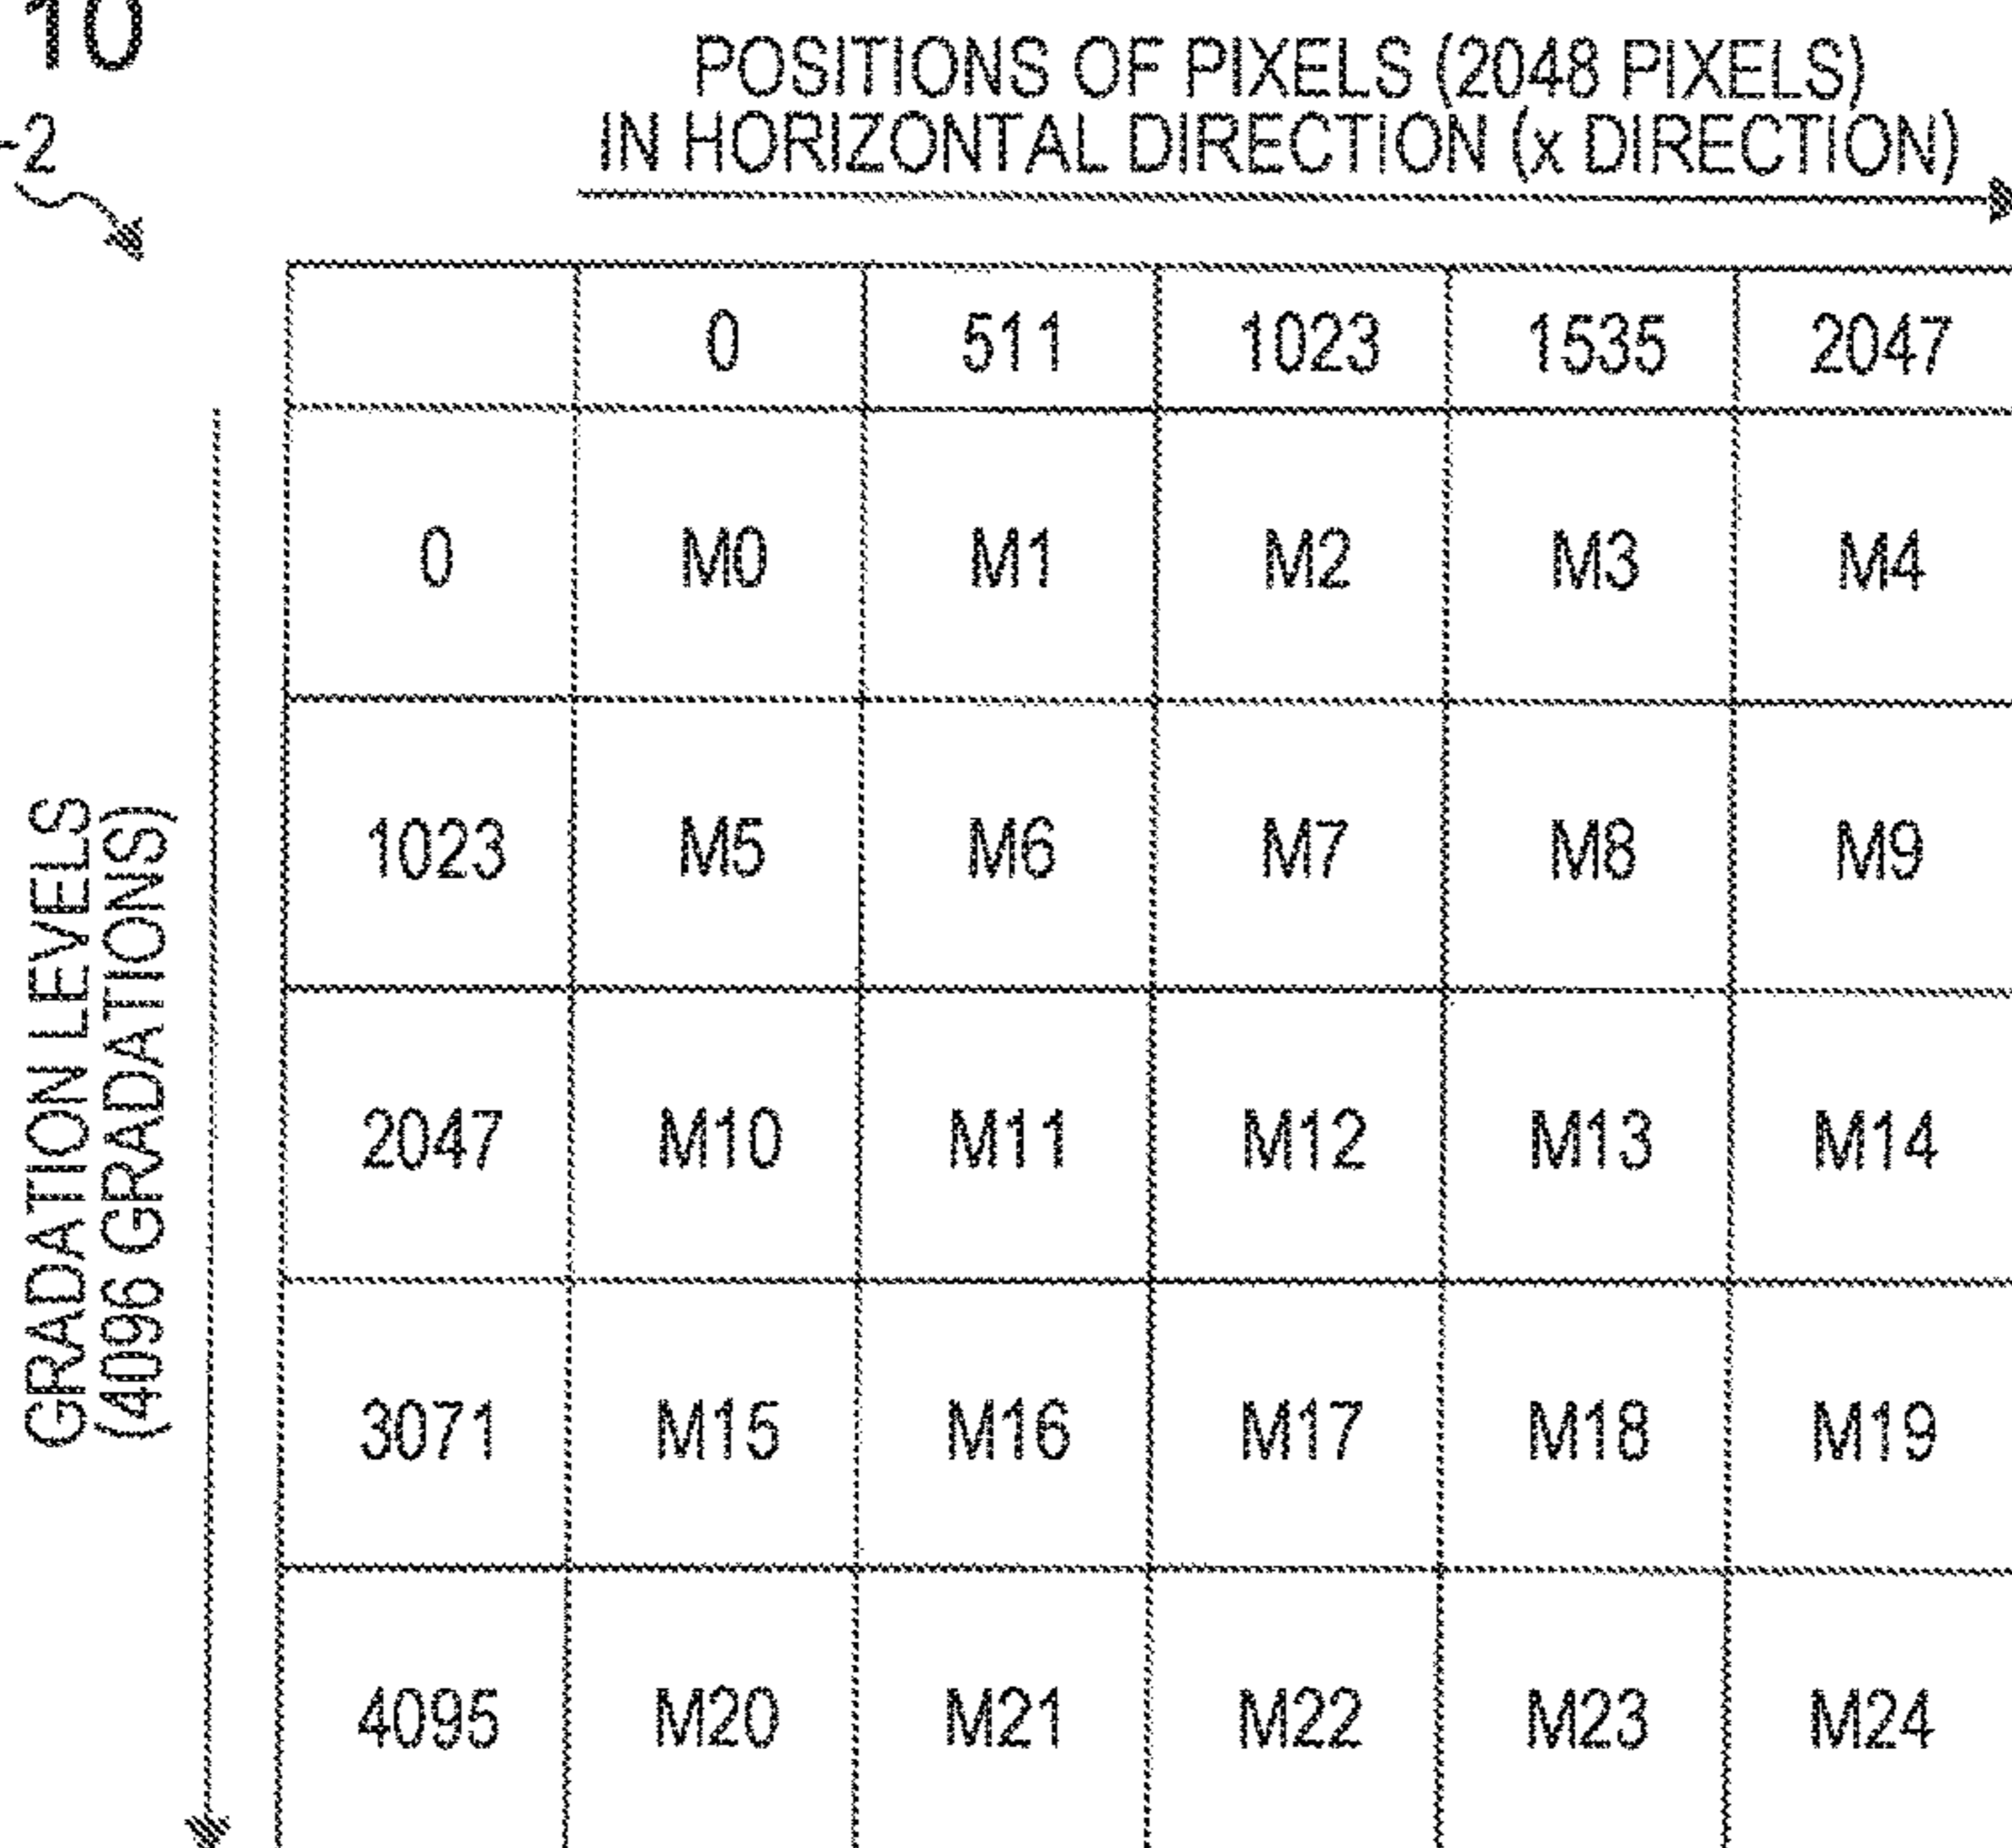 10
-2
POSITIONS OF PIXELS (2048 PIXELS)
IN HORIZONTAL DIRECTION (x DIRECTION)
0 511 1023 1535 2047
0 M0 M1 M2 M3 M4
1023 M5 M6 M7 M8 M9
2047 M10 M11 M12 M13 M14
3071 M15 M16 M17 M18 M19
4095 M20 M21 M22 M23 M24
GRADATION LEVELS
(4096 GRADATIONS)